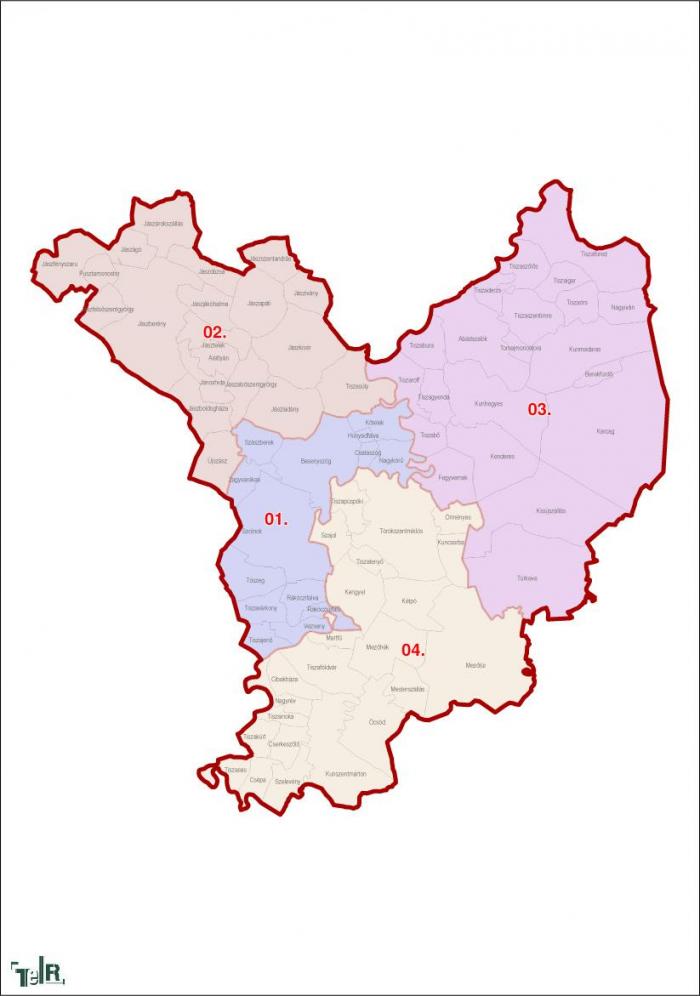 Jászárokszállás
Jászágó
Jászfényszaru
Pusztamonostor
Jászdózsa
Jászszentandrás
Jászjákóhalma
Jászapáti
Jászivány
Jászfelsőszentgyörgy
Jászberény
02.
Jásztelek
Alattyán
Jászkisér
Jánoshida
Jászalsószentgyörgy
Tiszasüly
Jászboldogháza
Jászladány
Újszász
Tiszafüred
Tiszaszőlős
Tiszaigar
Tiszaderzs
Tiszaörs
Nagyiván
Tiszaszentimre
Abádszalók
Tomajmonostora
Kunmadaras
Tiszabura
Berekfürdő
Tiszaroff
Tiszagyenda
Kunhegyes
03.
Karcag
Tiszabő
Kenderes
Fegyvernek
Kisújszállás
Túrkeve
Kőtelek
Hunyadfalva
Szászberek
Csataszög
Besenyszög
Nagykörű
Zagyvarékas
01.
Szolnok
Tószeg
Rákóczifalva
Tiszavárkony
Rákócziújfalu
Vezseny
Tiszajenő
Tiszapüspöki
Örményes
Törökszentmiklós
Szajol
Kuncsorba
Tiszatenyő
Kengyel
Kétpó
Martfű
Mezőhék
04.
Tiszaföldvár
Mezőtúr
Cibakháza
Mesterszállás
Nagyrév
Tiszainoka
Öcsöd
Tiszakürt
Cserkeszőlő
Tiszasas
Csépa
Szelevény
Kunszentmárton
TeIR